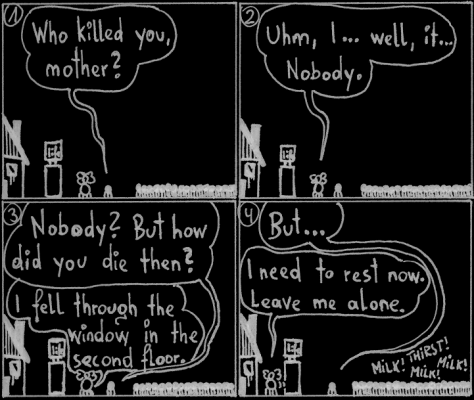 1
Who killed you,
mother?
2
Uhm, I... well, it...
Nobody.
3
Nobody? But how
did you die then?
I fell through the
window in the
second floor.
4
But...
I need to rest now.
Leave me alone.
MILK! THIRST!
MILK! MILK!